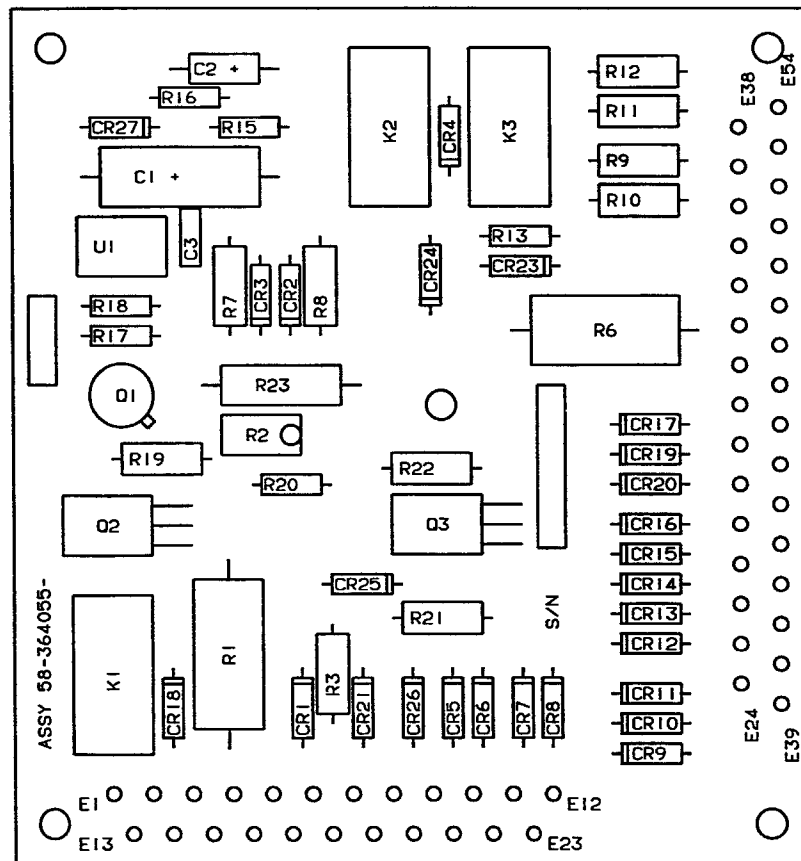 C2 +
R16
CR27
R15
C1 +
U1
C3
K2
CR4
K3
R12
R11
R9
R10
E38
E54
R13
CR23
CR24
R7
CR3
CR2
R8
R18
R17
R6
Q1
R23
R2
R19
R20
R22
Q2
Q3
CR17
CR19
CR20
CR16
CR15
CR14
CR13
CR12
CR11
CR10
CR9
CR25
R21
S/N
ASSY 58-364055-
K1
CR18
R1
CR1
R3
CR21
CR26
CR5
CR6
CR7
CR8
E24
E39
E1
E12
E13
E23